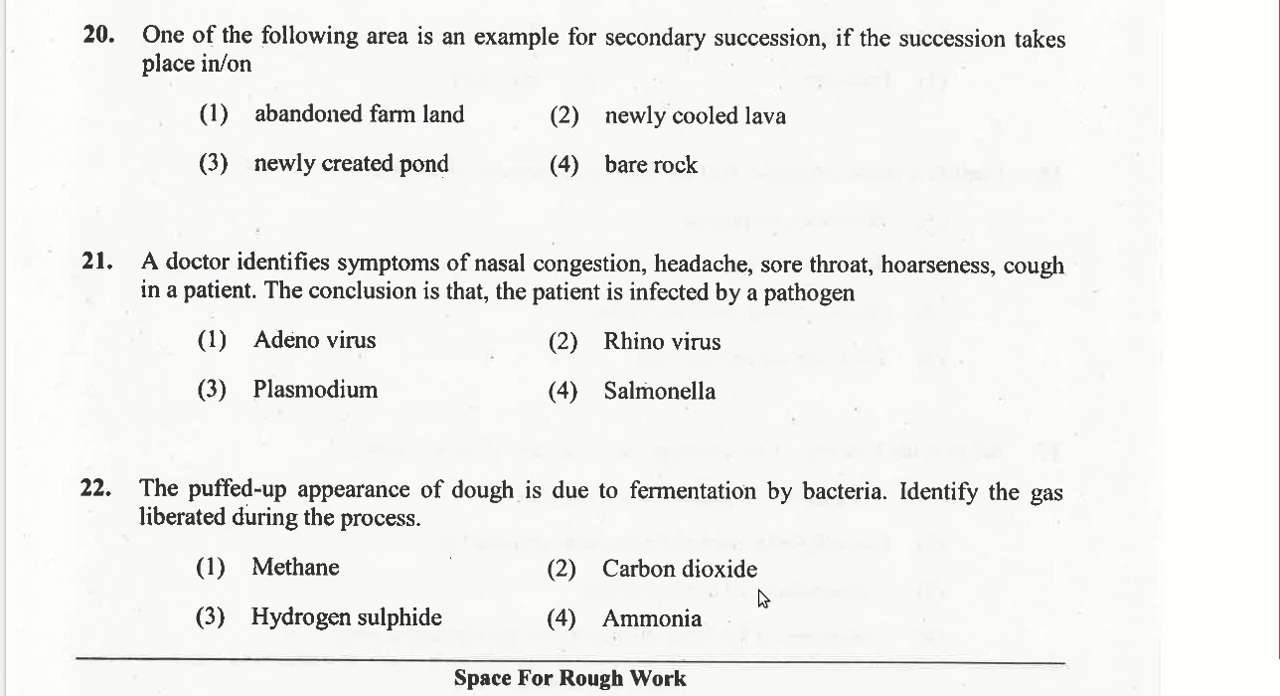 20. One of the following area is an example for secondary succession, if the succession takes
place in/on
(1) abandoned farm land (2) newly cooled lava
(3) newly created pond (4) bare rock
21. A doctor identifies symptoms of nasal congestion, headache, sore throat, hoarseness, cough
in a patient. The conclusion is that, the patient is infected by a pathogen
(1) Adeno virus (2) Rhino virus
(3) Plasmodium (4) Salmonella
22. The puffed-up appearance of dough is due to fermentation by bacteria. Identify the gas
liberated during the process.
(1) Methane (2) Carbon dioxide
(3) Hydrogen sulphide (4) Ammonia
Space For Rough Work